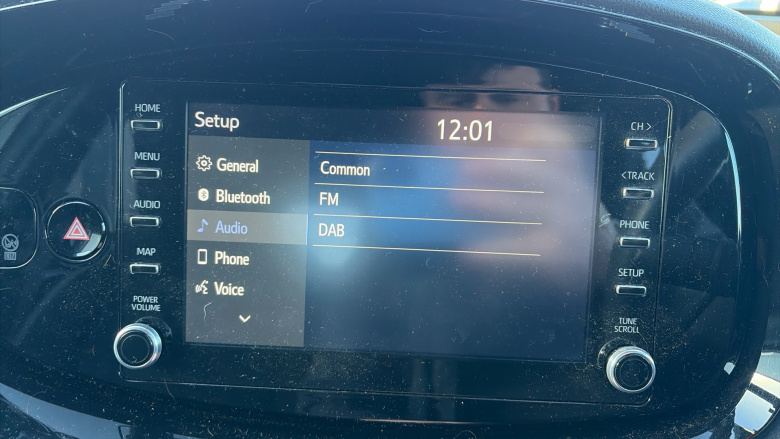 HOME
MENU
AUDIO
MAP
POWER
VOLUME
Setup
12:01
General
Bluetooth
Audio
Phone
Voice
Common
FM
DAB
CH >
< TRACK
PHONE
SETUP
TUNE
SCROLL